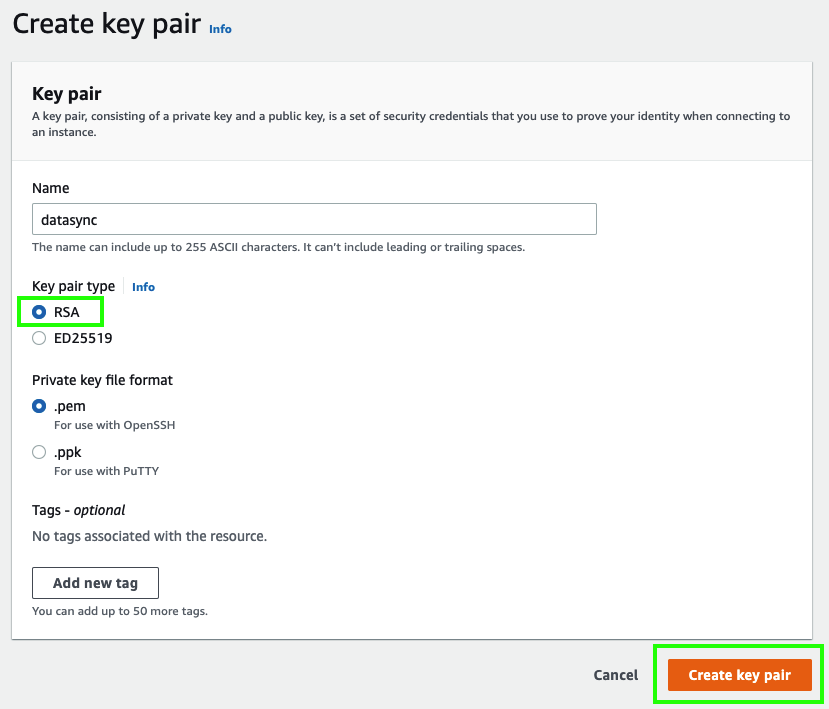 Create key pair Info
Key pair
A key pair, consisting of a private key and a public key, is a set of security credentials that you use to prove your identity when connecting to
an instance.
Name
datasync
The name can include up to 255 ASCII characters. It can't include leading or trailing spaces.
Key pair type Info
RSA
ED25519
Private key file format
.pem
For use with OpenSSH
.ppk
For use with PuTTY
Tags - optional
No tags associated with the resource.
Add new tag
You can add up to 50 more tags.
Cancel Create key pair